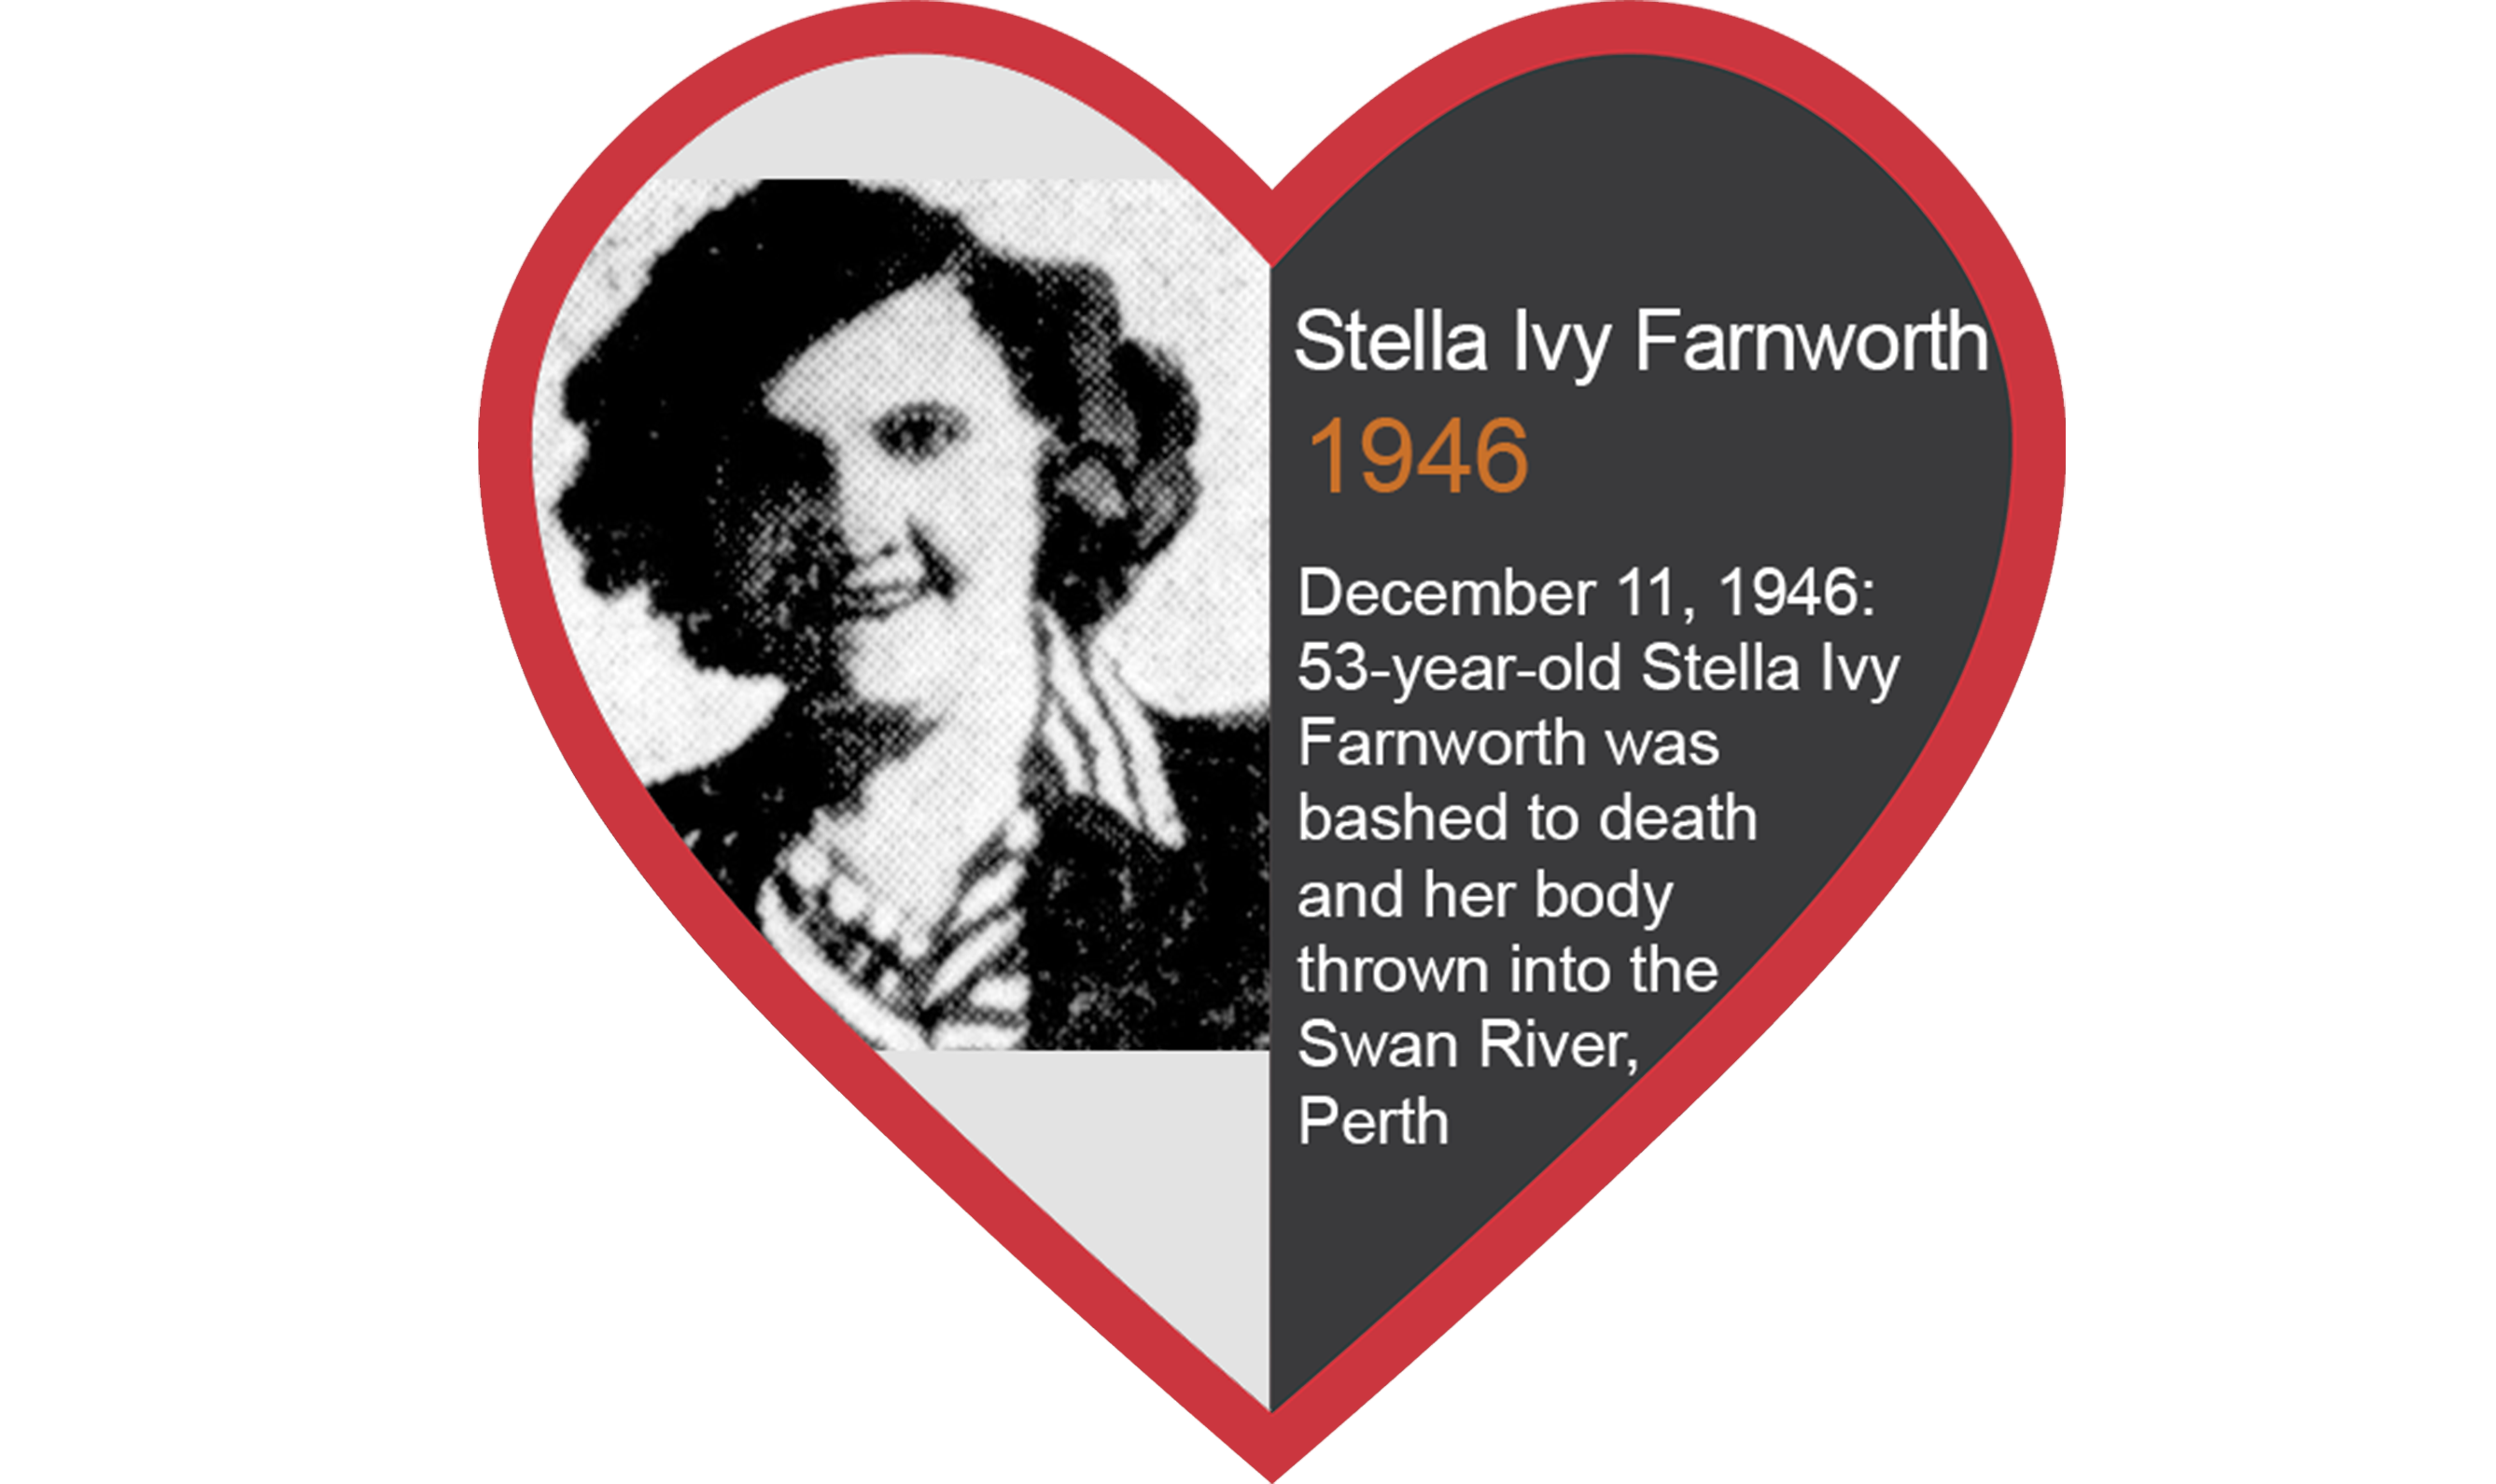 Stella Ivy Farnworth
1946
December 11, 1946:
53-year-old Stella Ivy
Farnworth was
bashed to death
and her body
thrown into the
Swan River,
Perth